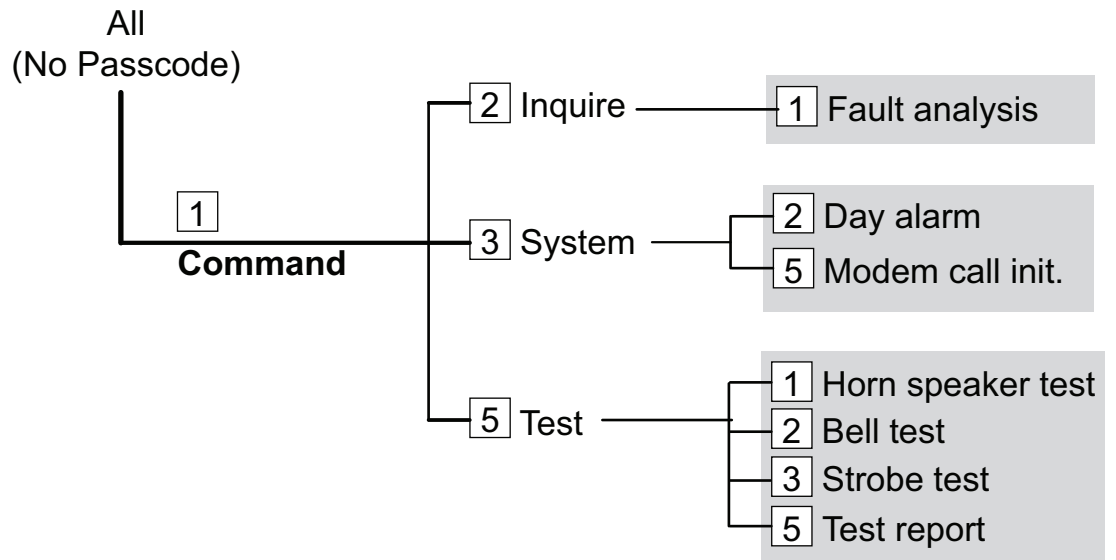 All
(No Passcode)
1
Command
2 Inquire
1 Fault analysis
3 System
2 Day alarm
5 Modem call init.
5 Test
1 Horn speaker test
2 Bell test
3 Strobe test
5 Test report